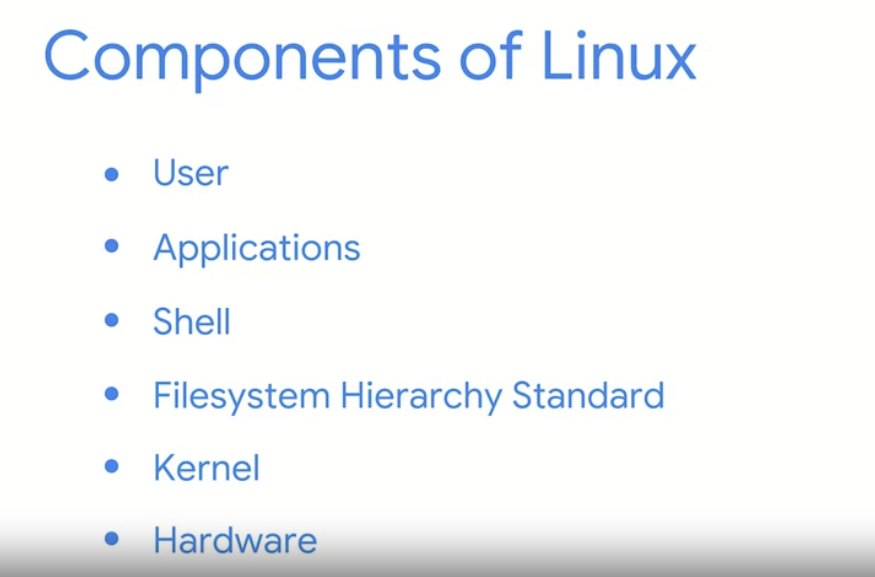 Components of Linux
• User
• Applications
• Shell
• Filesystem Hierarchy Standard
• Kernel
• Hardware